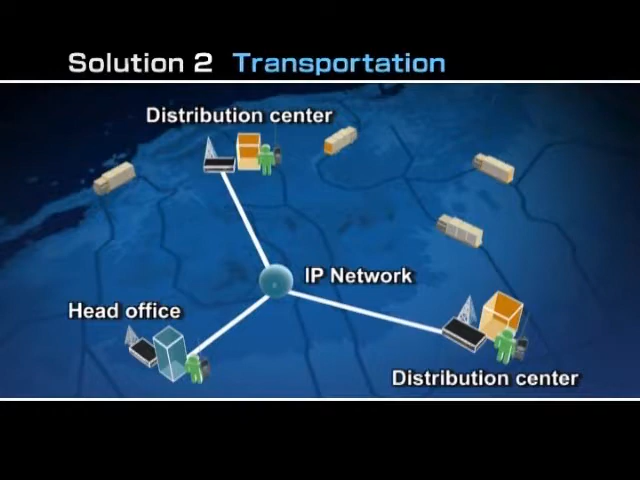 Solution 2 Transportation
Distribution center
IP Network
Head office
Distribution center